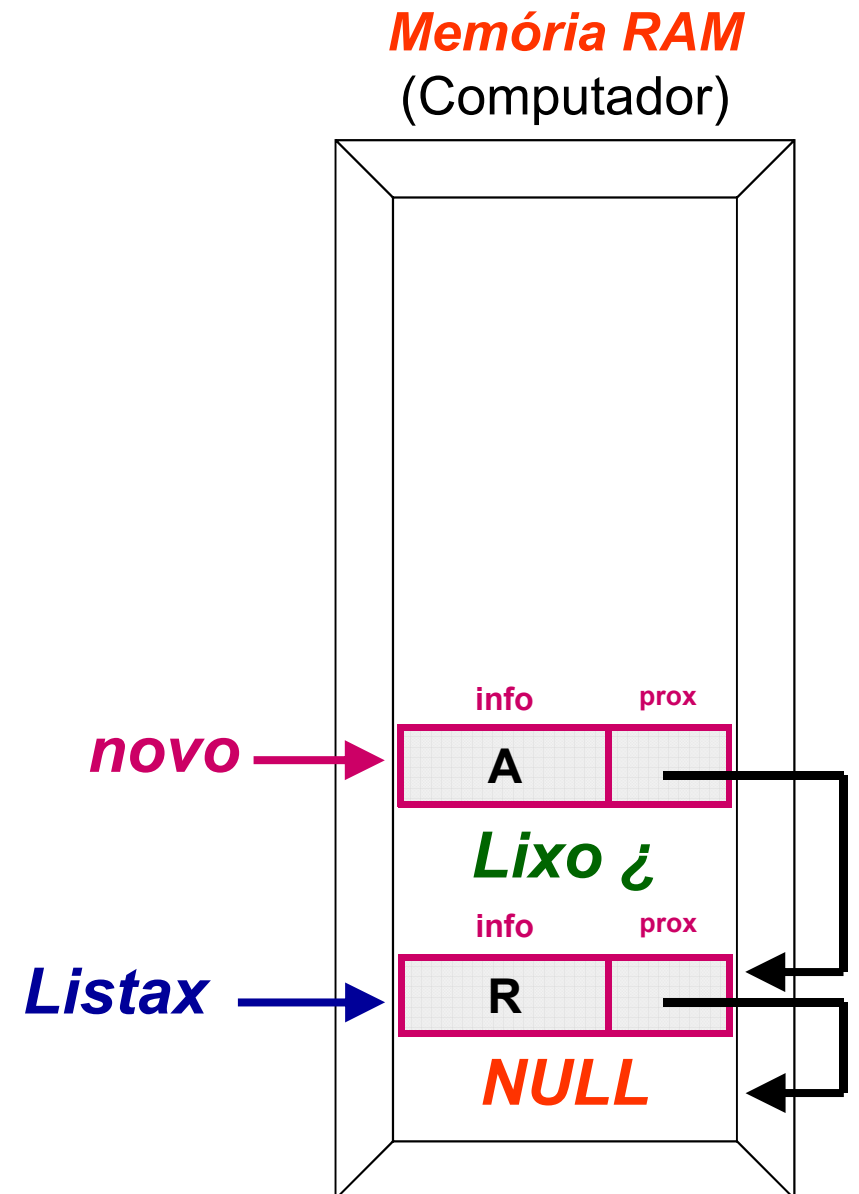 Memória RAM
(Computador)
info prox
novo A
Lixo ¿
info prox
Listax R
NULL